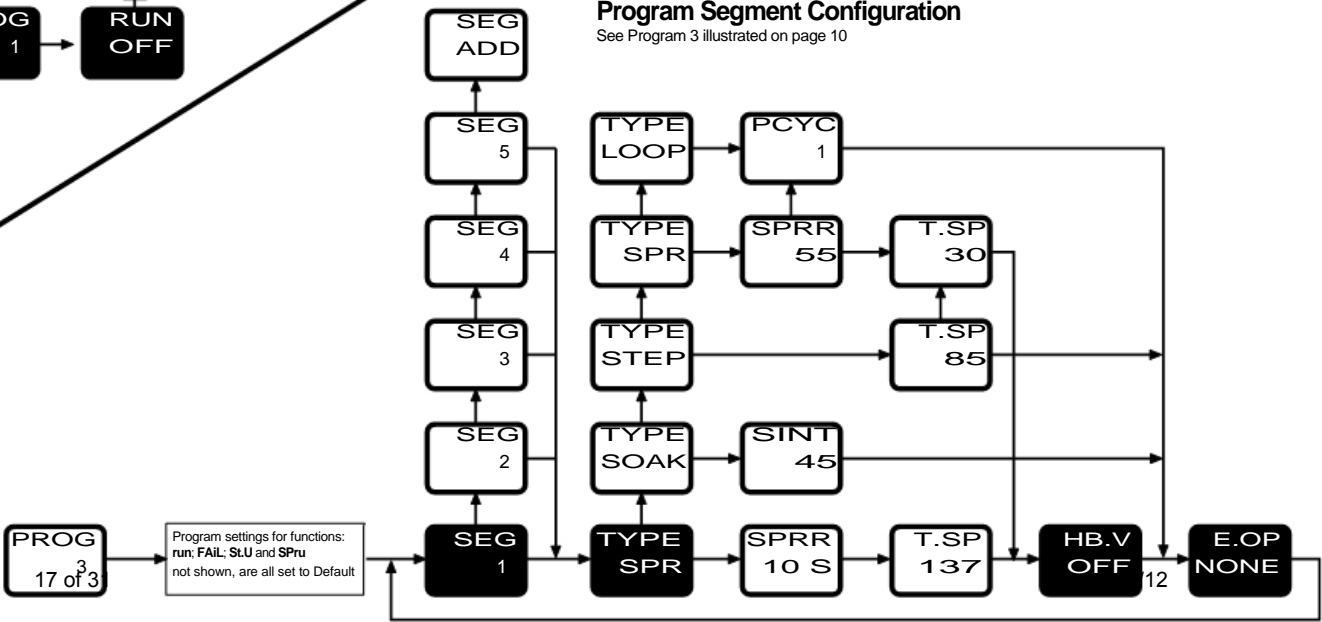 Program Segment Configuration
See Program 3 illustrated on page 10
OG
1
RUN
OFF
SEG
ADD
SEG
5
TYPE
LOOP
PCYC
1
SEG
4
TYPE
SPR
SPRR
55
T.SP
30
SEG
3
TYPE
STEP
T.SP
85
SEG
2
TYPE
SOAK
SINT
45
PROG
3
17 of 31
Program settings for functions:
run; FAiL; St.U and SPru
not shown, are all set to Default
SEG
1
TYPE
SPR
SPRR
10 S
T.SP
137
HB.V
OFF
/12
E.OP
NONE